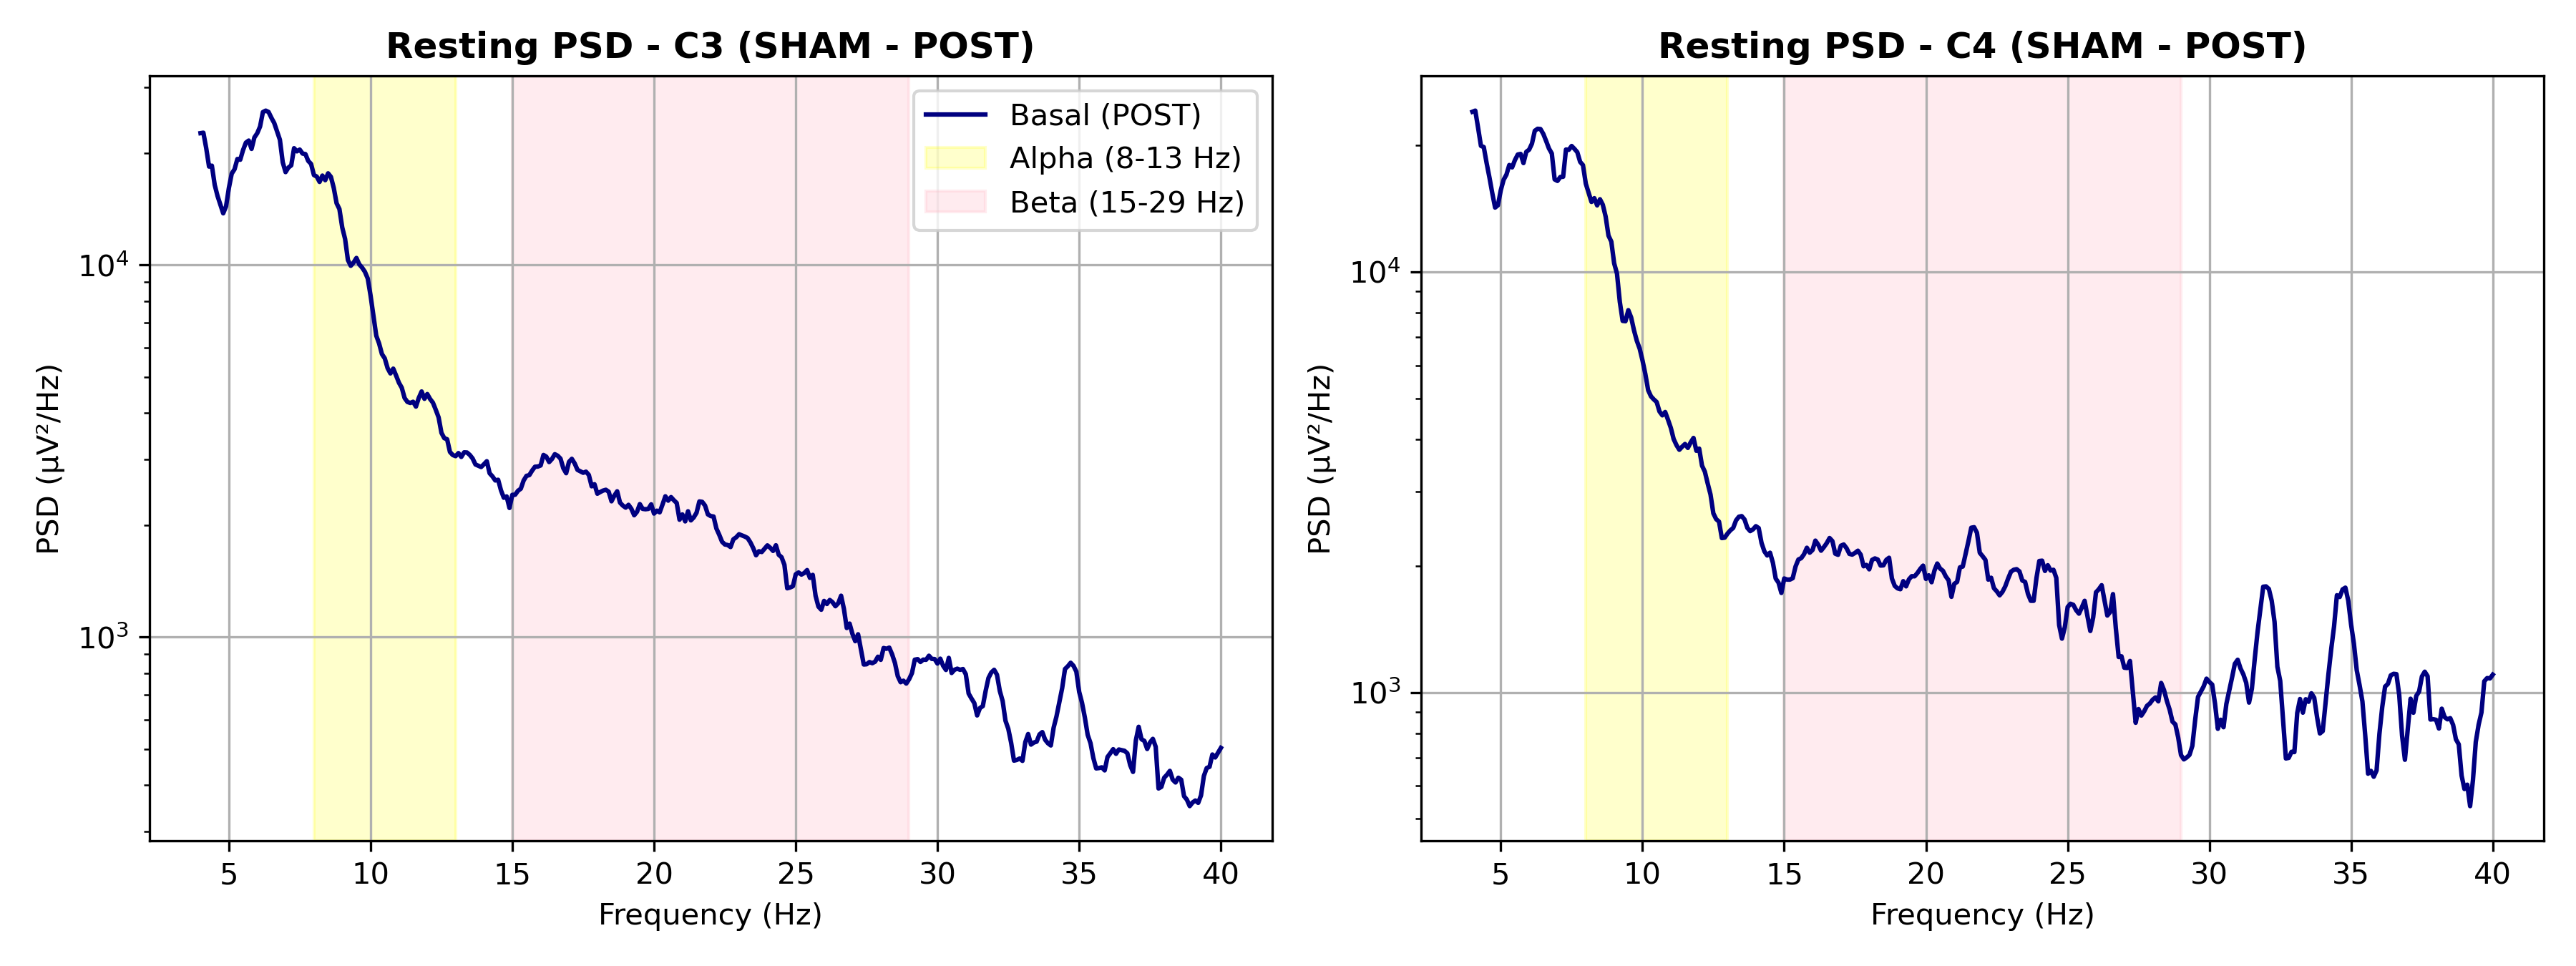 Resting PSD - C3 (SHAM - POST)
Basal (POST)
Alpha (8-13 Hz)
Beta (15-29 Hz)
10⁴
10³
PSD (µV²/Hz)
5 10 15 20 25 30 35 40
Frequency (Hz)
Resting PSD - C4 (SHAM - POST)
10⁴
10³
PSD (µV²/Hz)
5 10 15 20 25 30 35 40
Frequency (Hz)